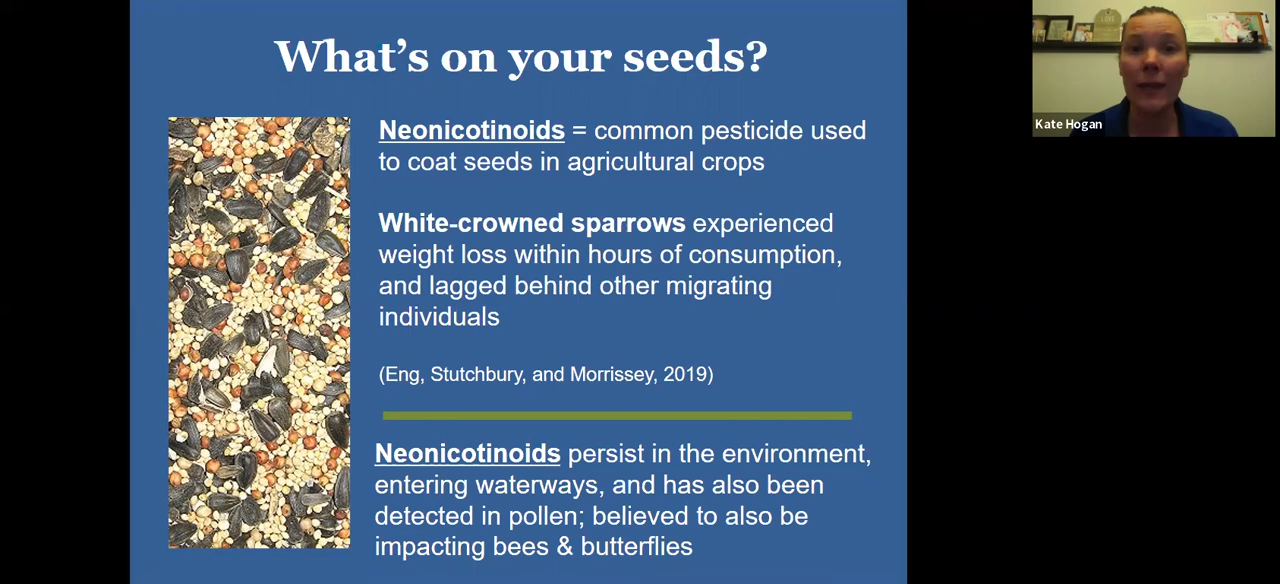 What's on your seeds?
Neonicotinoids = common pesticide used
to coat seeds in agricultural crops
White-crowned sparrows experienced
weight loss within hours of consumption,
and lagged behind other migrating
individuals
(Eng, Stutchbury, and Morrissey, 2019)
Neonicotinoids persist in the environment,
entering waterways, and has also been
detected in pollen; believed to also be
impacting bees & butterflies
LOVE
Kate Hogan